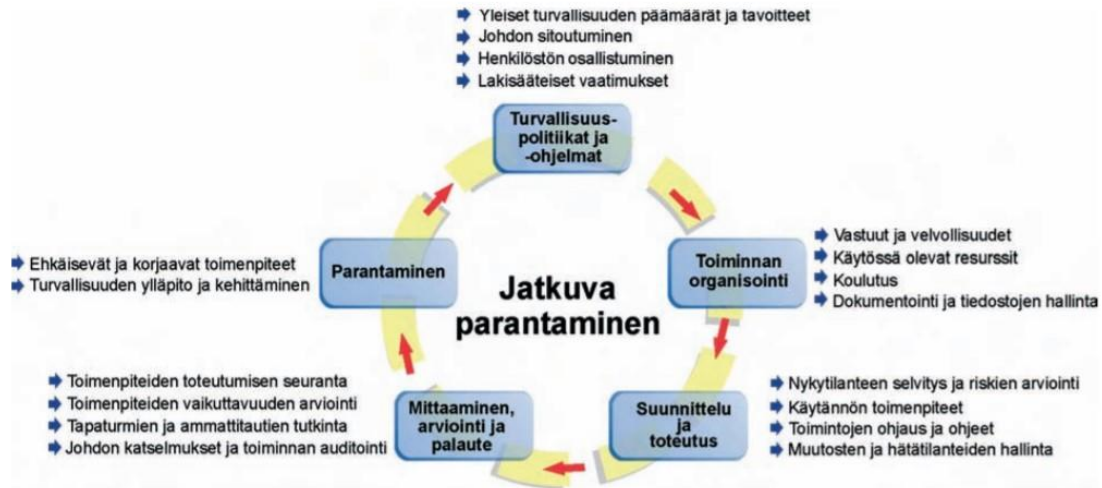 Yleiset turvallisuuden päämäärät ja tavoitteet
Johdon sitoutuminen
Henkilöstön osallistuminen
Lakisääteiset vaatimukset
Turvallisuus-
politiikat ja
-ohjelmat
Toiminnan
organisointi
Vastuut ja velvollisuudet
Käytössä olevat resurssit
Koulutus
Dokumentointi ja tiedostojen hallinta
Suunnittelu
ja
toteutus
Nykytilanteen selvitys ja riskien arviointi
Käytännön toimenpiteet
Toimintojen ohjaus ja ohjeet
Muutosten ja hätätilanteiden hallinta
Mittaaminen,
arviointi ja
palaute
Toimenpiteiden toteutumisen seuranta
Toimenpiteiden vaikuttavuuden arviointi
Tapaturmien ja ammattitautien tutkinta
Johdon katselmukset ja toiminnan auditointi
Parantaminen
Ehkäisevät ja korjaavat toimenpiteet
Turvallisuuden ylläpito ja kehittäminen
Jatkuva
parantaminen